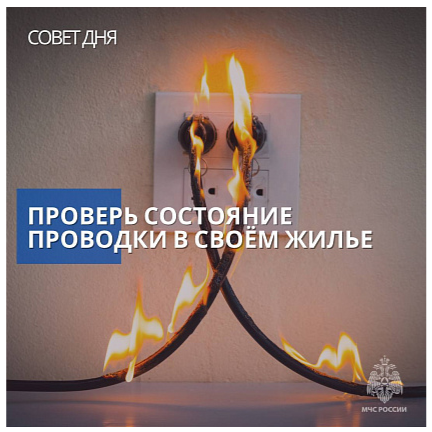 СОВЕТ ДНЯ
ПРОВЕРЬ СОСТОЯНИЕ
ПРОВОДКИ В СВОЁМ ЖИЛЬЕ
МЧС РОССИИ